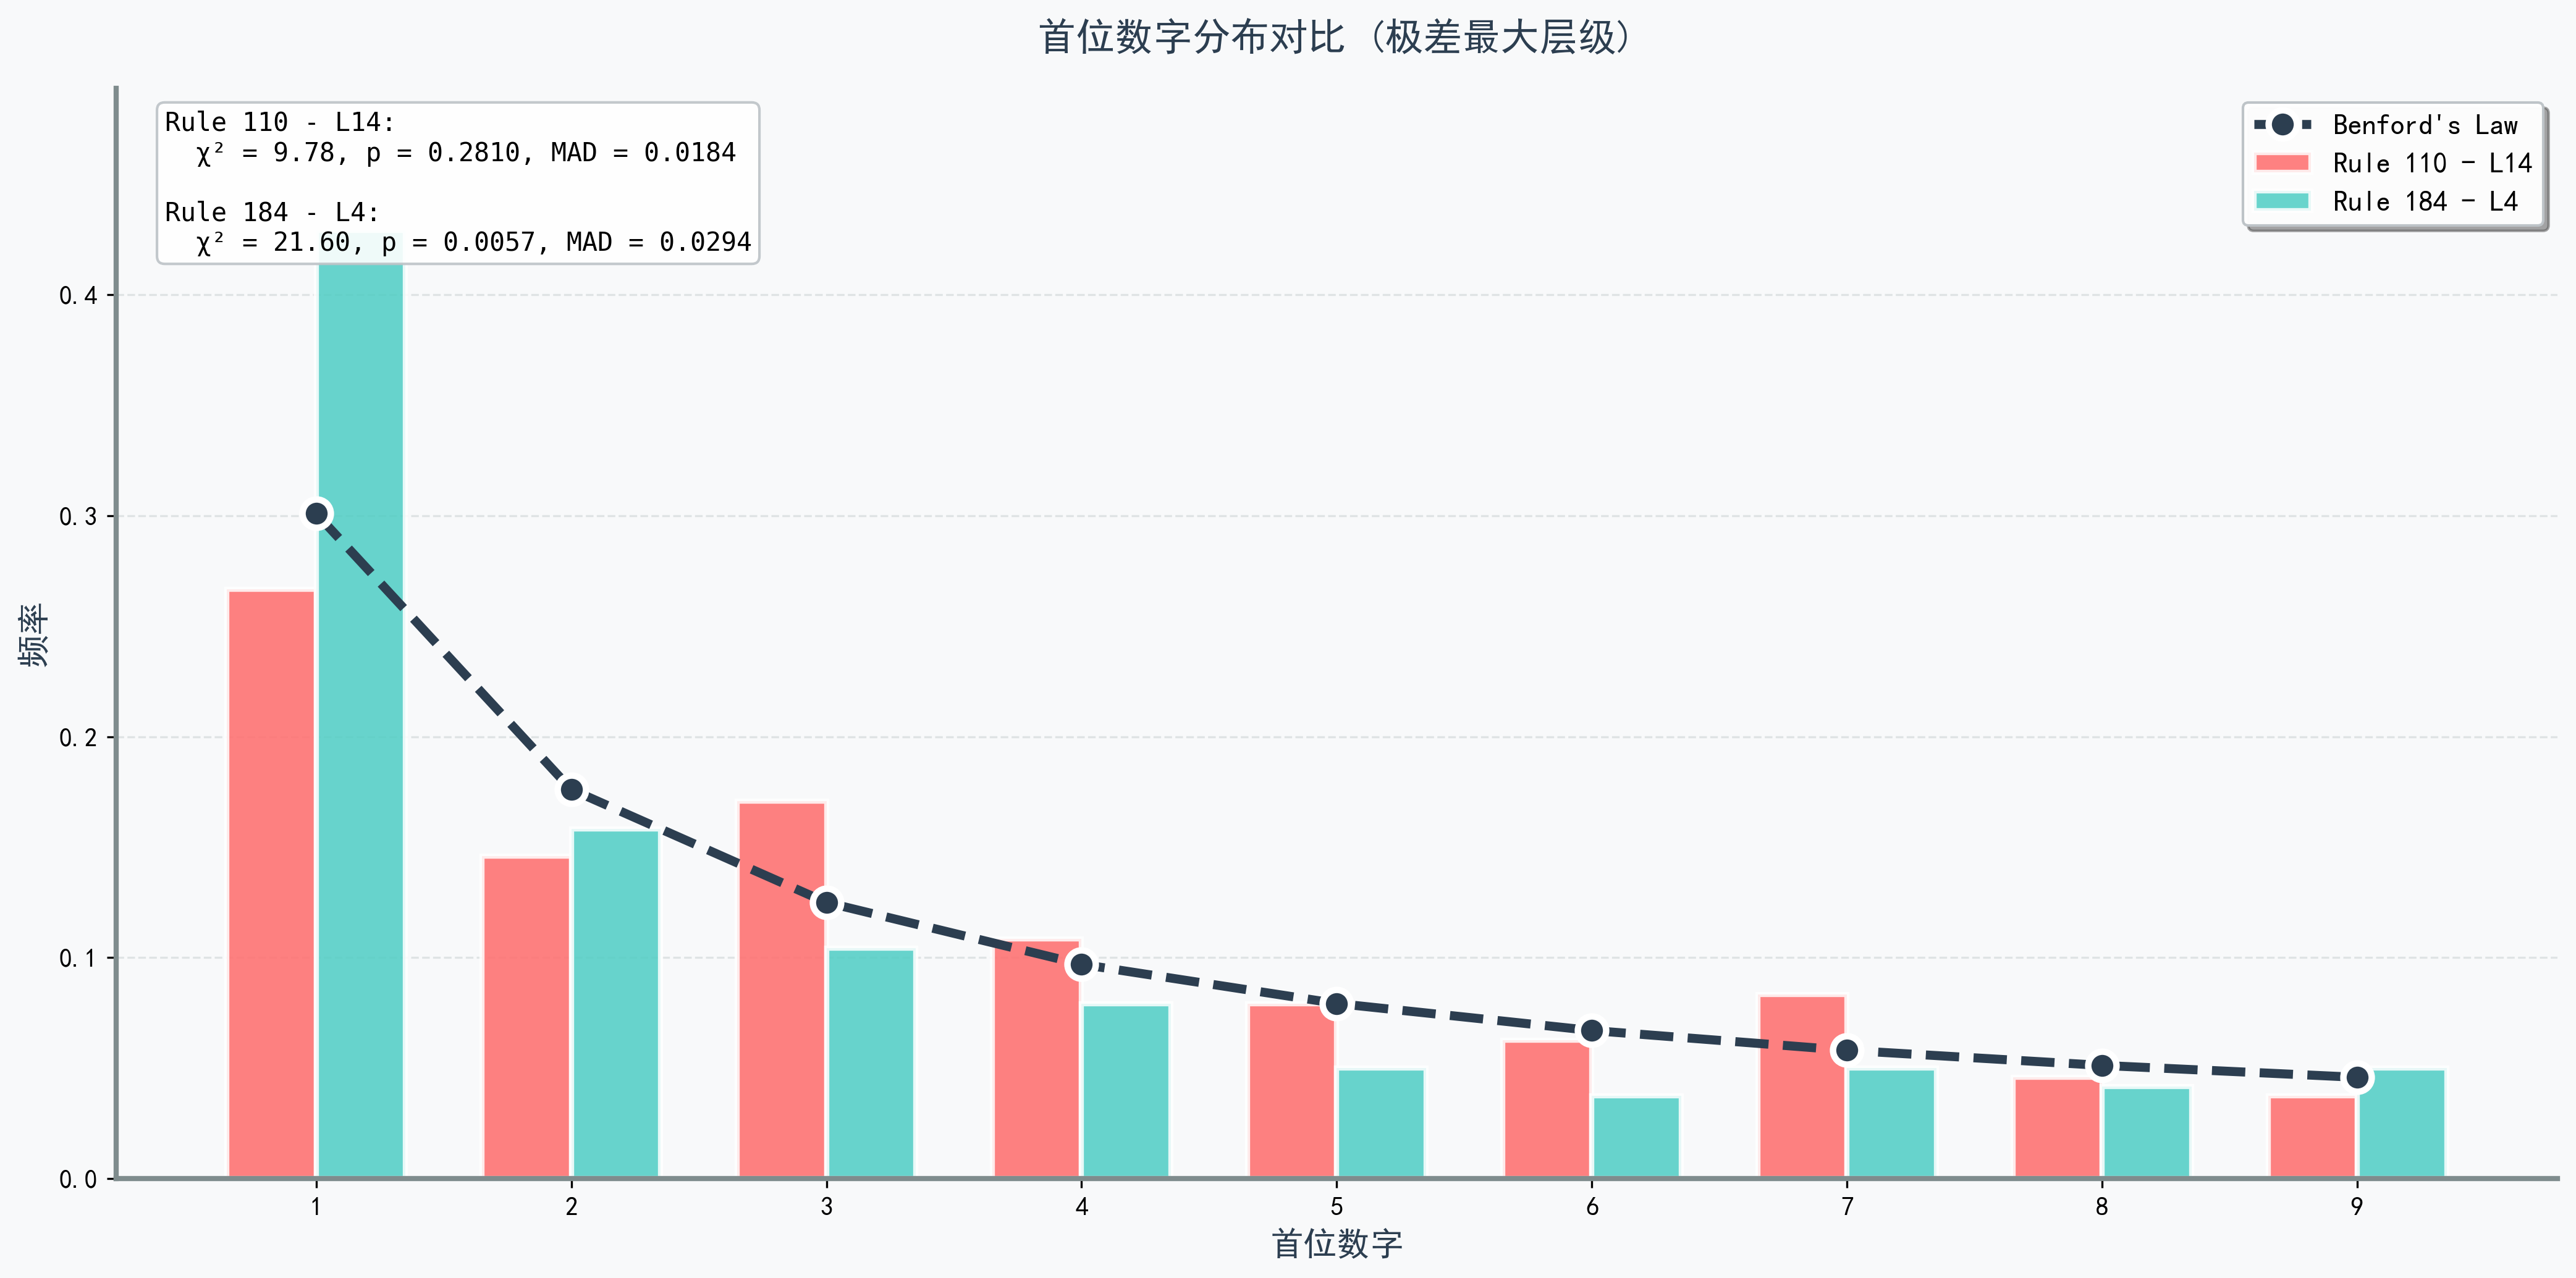 首位数字分布对比（极差最大层级）
Rule 110 - L14:
χ² = 9.78, p = 0.2810, MAD = 0.0184
Rule 184 - L4:
χ² = 21.60, p = 0.0057, MAD = 0.0294
Benford's Law
Rule 110 - L14
Rule 184 - L4
频率
0.4
0.3
0.2
0.1
0.0
1 2 3 4 5 6 7 8 9
首位数字